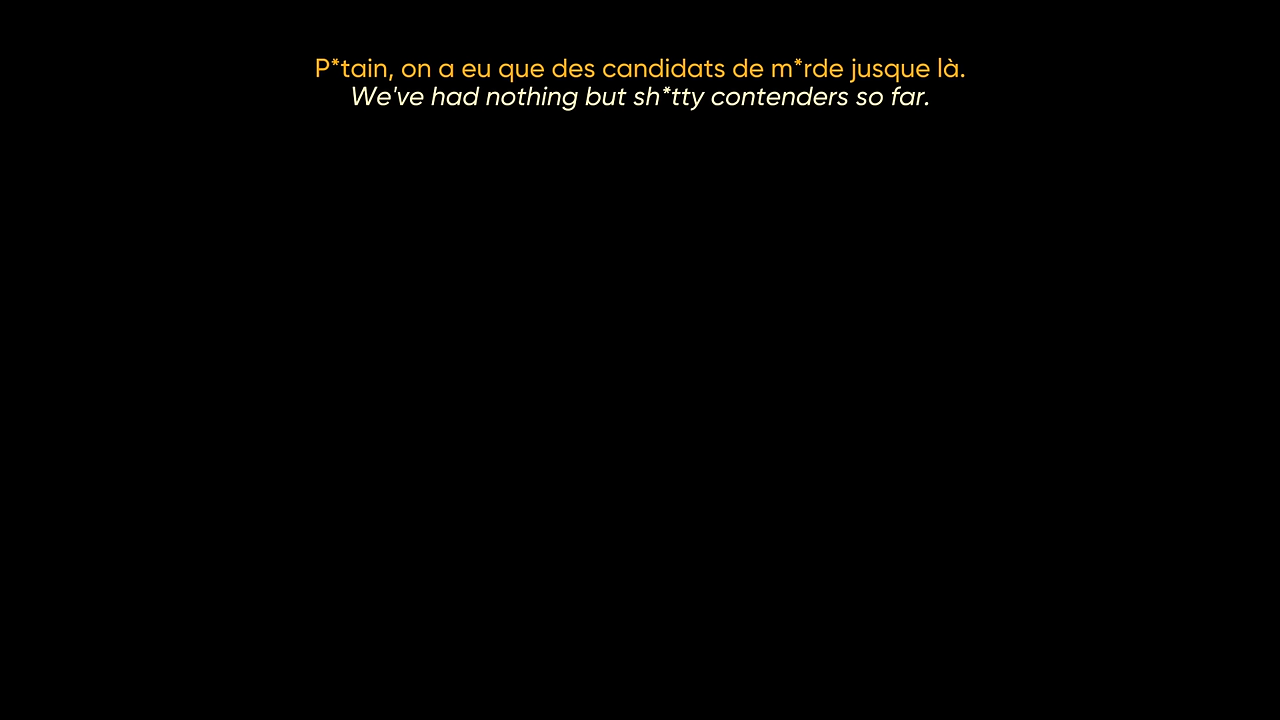 P*tain, on a eu que des candidats de m*rde jusque là.
We've had nothing but sh*tty contenders so far.